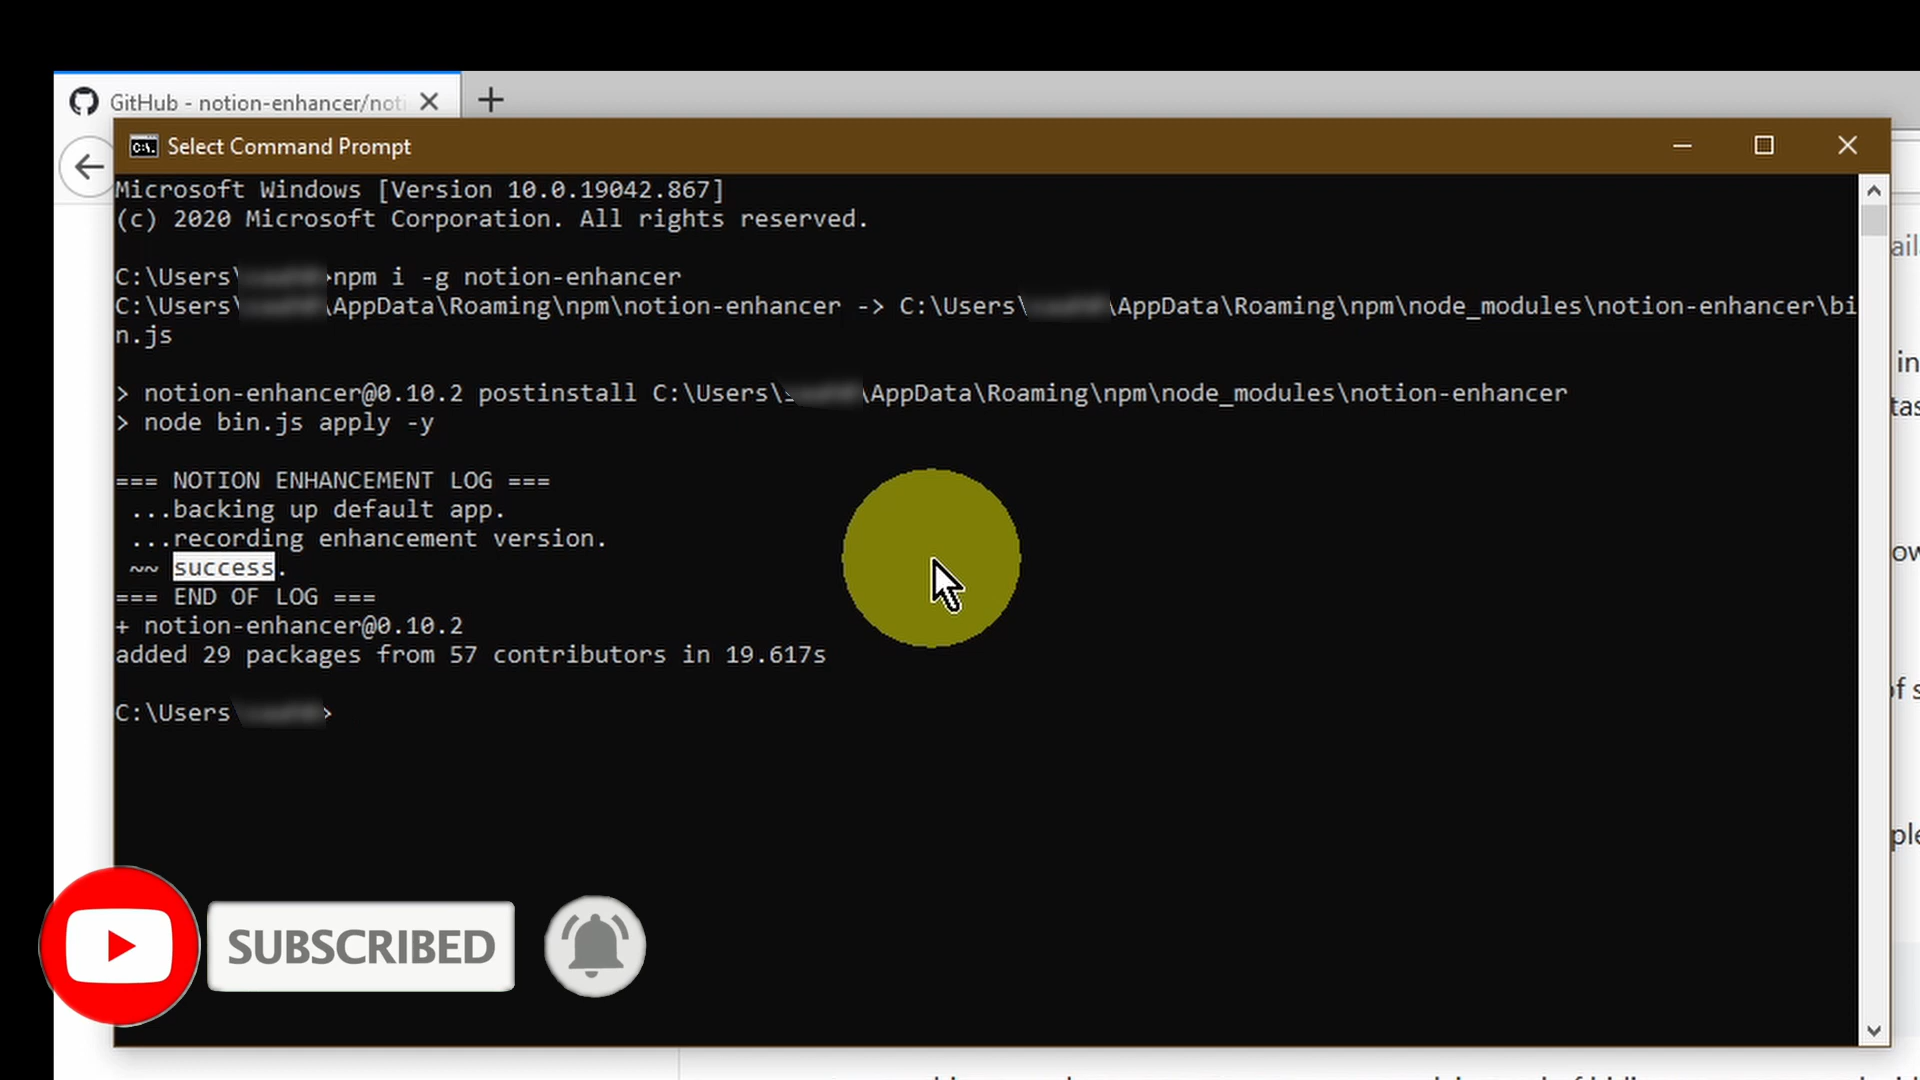 GitHub - notion-enhancer/noti
Select Command Prompt
Microsoft Windows [Version 10.0.19042.867]
(c) 2020 Microsoft Corporation. All rights reserved.
C:\Users\ >npm i -g notion-enhancer
C:\Users\ \AppData\Roaming\npm\notion-enhancer -> C:\Users\ \AppData\Roaming\npm\node_modules\notion-enhancer\bi
n.js
> notion-enhancer@0.10.2 postinstall C:\Users\ \AppData\Roaming\npm\node_modules\notion-enhancer
> node bin.js apply -y
=== NOTION ENHANCEMENT LOG ===
...backing up default app.
...recording enhancement version.
~~ success.
=== END OF LOG ===
+ notion-enhancer@0.10.2
added 29 packages from 57 contributors in 19.617s
C:\Users\ >
SUBSCRIBED